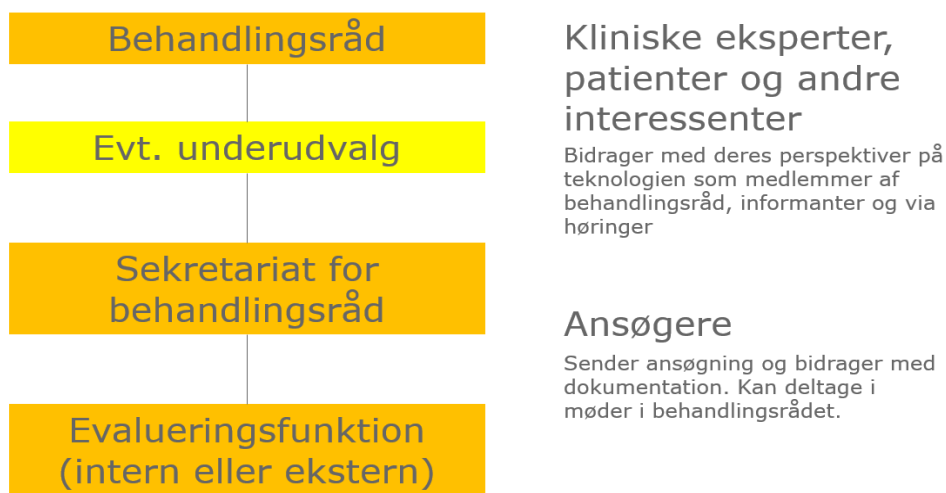 Behandlingsråd
Evt. underudvalg
Sekretariat for
behandlingsråd
Evalueringsfunktion
(intern eller ekstern)
Kliniske eksperter,
patienter og andre
interessenter
Bidrager med deres perspektiver på
teknologien som medlemmer af
behandlingsråd, informanter og via
høringer
Ansøgere
Sender ansøgning og bidrager med
dokumentation. Kan deltage i
møder i behandlingsrådet.